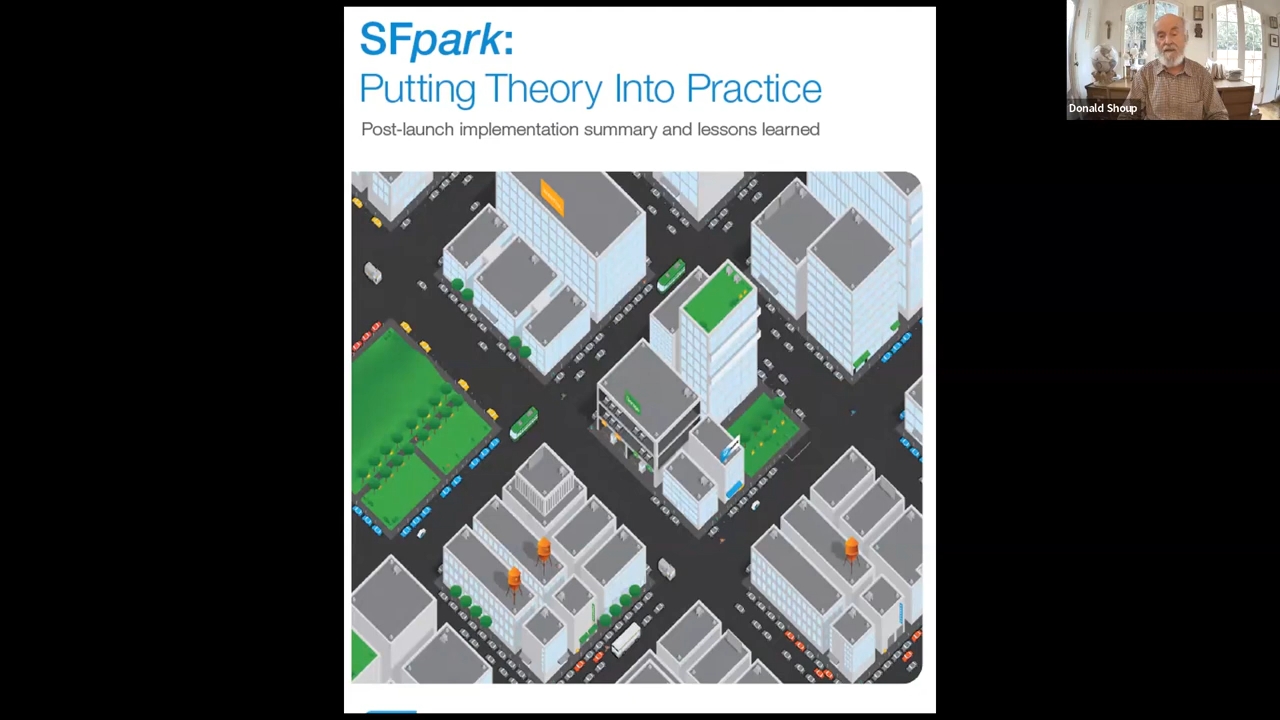 SFpark:
Putting Theory Into Practice
Post-launch implementation summary and lessons learned
Donald Shoup